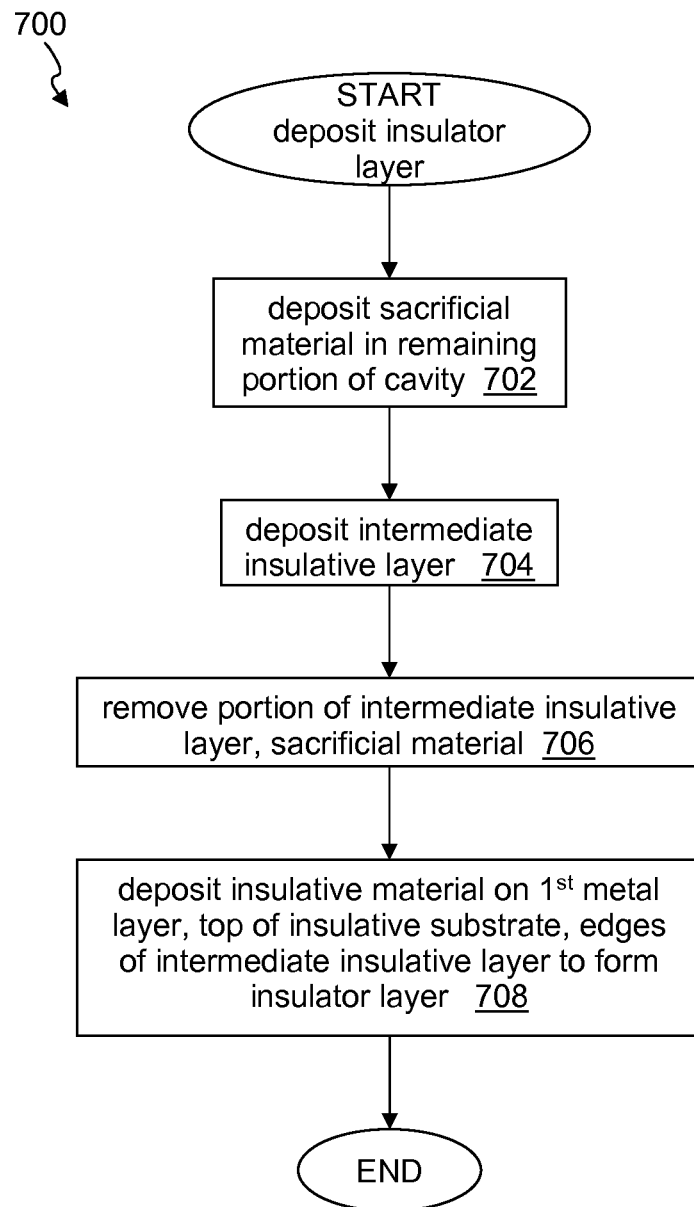 700
START
deposit insulator
layer
deposit sacrificial
material in remaining
portion of cavity 702
deposit intermediate
insulative layer 704
remove portion of intermediate insulative
layer, sacrificial material 706
deposit insulative material on 1st metal
layer, top of insulative substrate, edges
of intermediate insulative layer to form
insulator layer 708
END